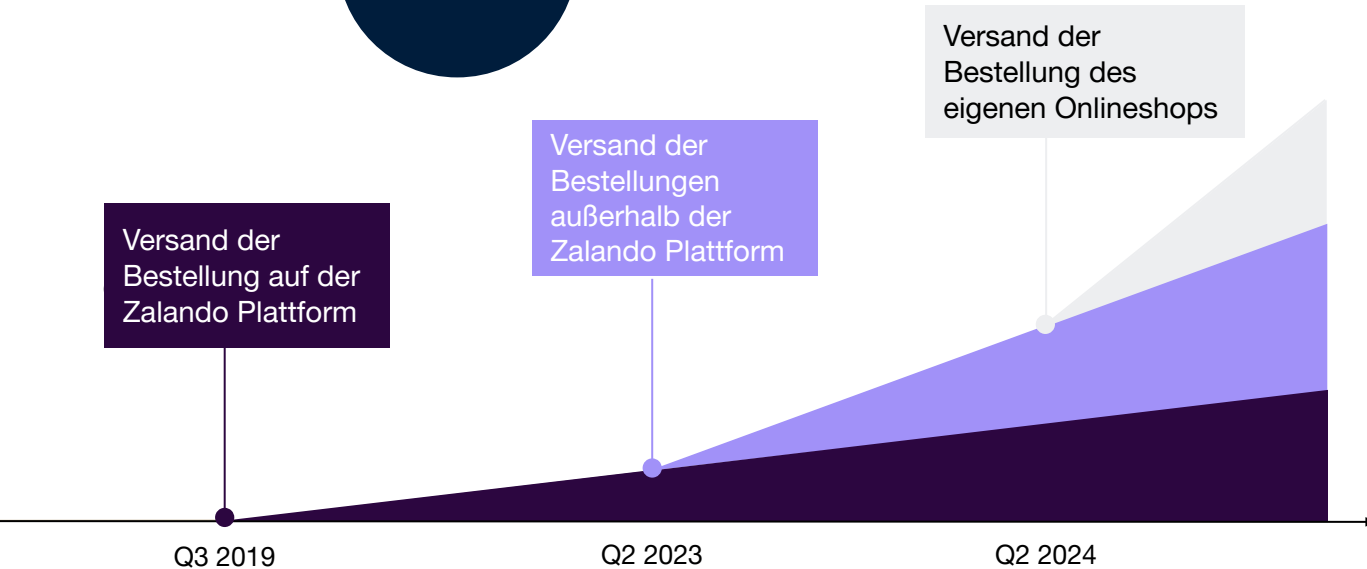 Versand der
Bestellung des
eigenen Onlineshops
Versand der
Bestellungen
außerhalb der
Zalando Plattform
Versand der
Bestellung auf der
Zalando Plattform
Q3 2019
Q2 2023
Q2 2024